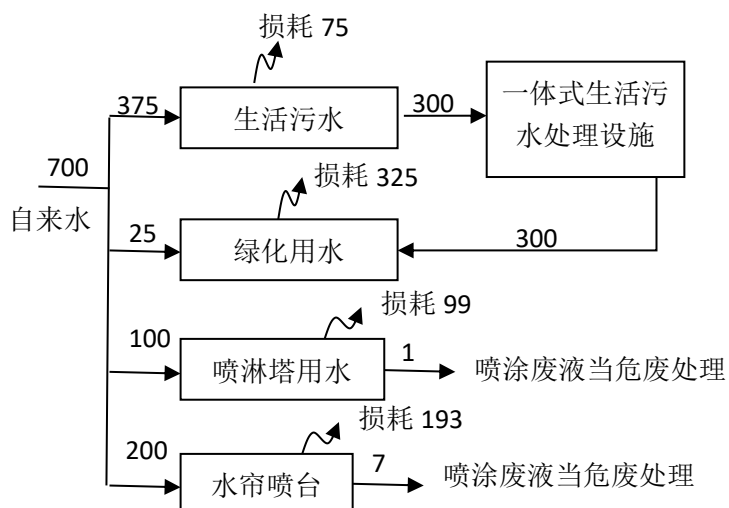 损耗 75
375
生活污水
300
一体式生活污
水处理设施
700
自来水
损耗 325
25
绿化用水
300
损耗 99
100
喷淋塔用水
1
喷涂废液当危废处理
损耗 193
200
水帘喷台
7
喷涂废液当危废处理